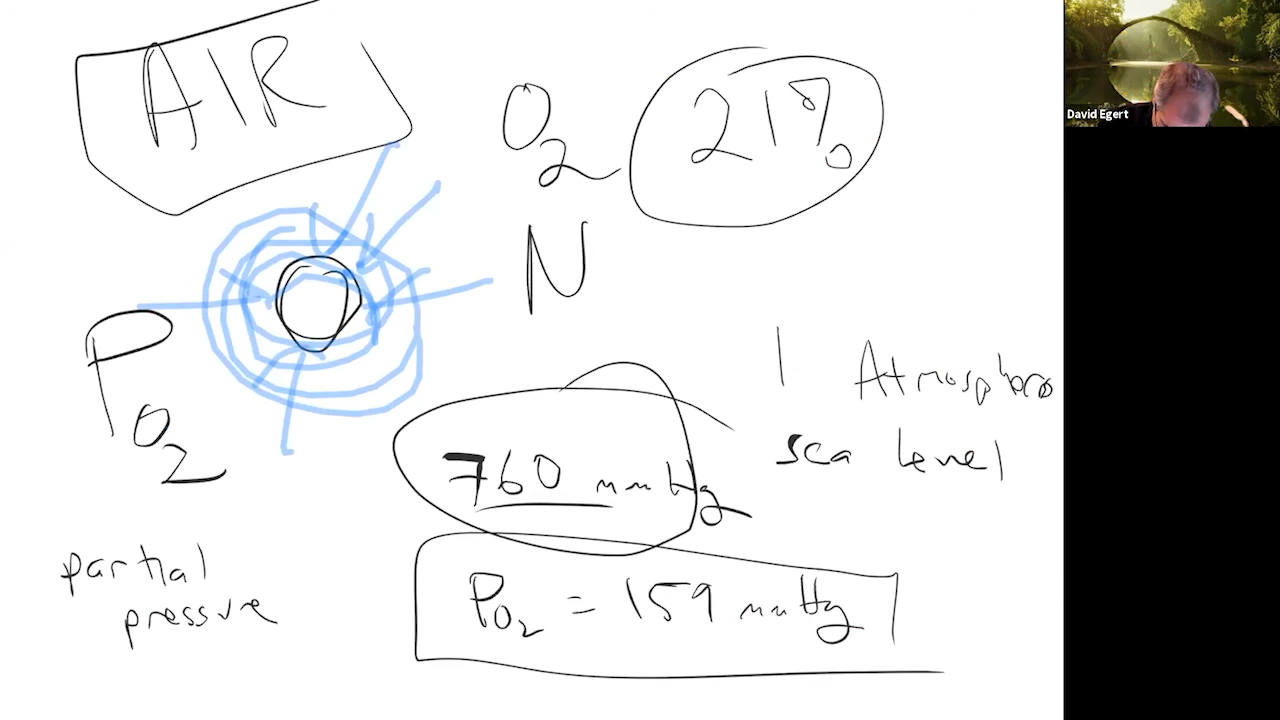 AIR
O2 21%
N
PO2
1 Atmosphere
sea level
760 mmHg
partial
pressure
PO2 = 159 mmHg
David Egert